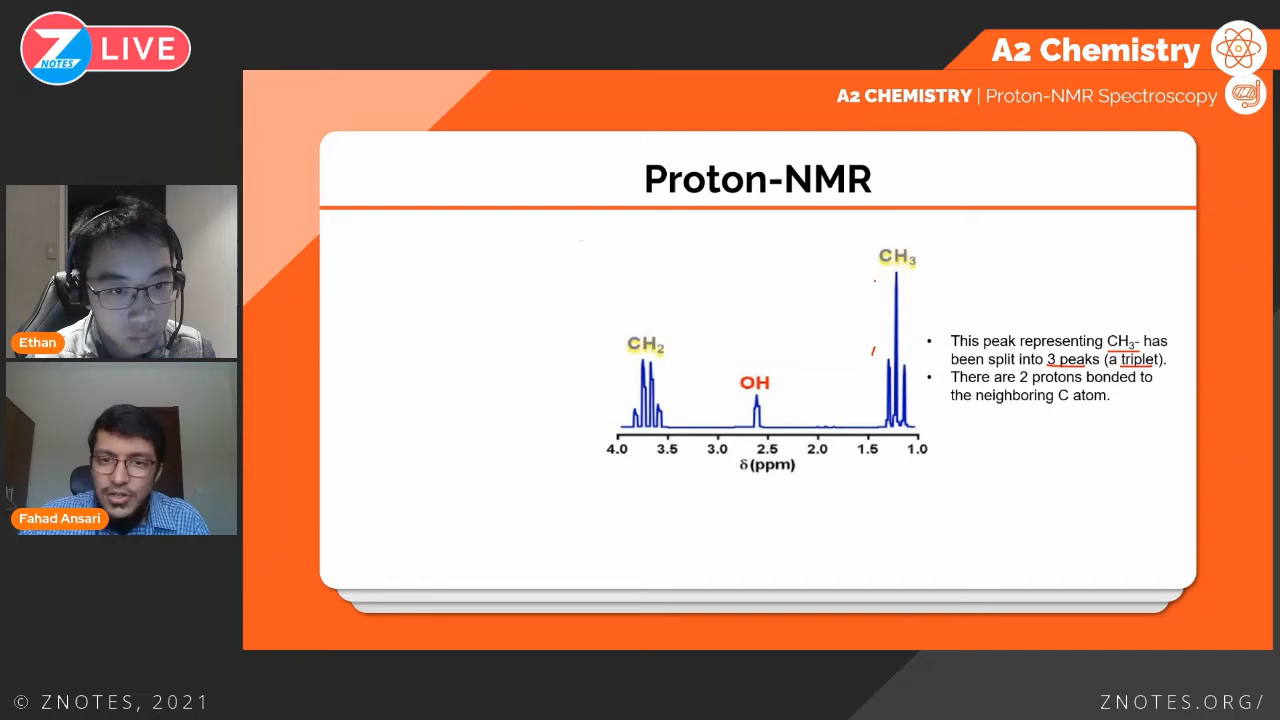 Z NOTES LIVE
A2 Chemistry
A2 CHEMISTRY | Proton-NMR Spectroscopy
Proton-NMR
CH₃
CH₂
OH
4.0 3.5 3.0 2.5 2.0 1.5 1.0
δ(ppm)
• This peak representing CH₃- has
been split into 3 peaks (a triplet).
• There are 2 protons bonded to
the neighboring C atom.
Ethan
Fahad Ansari
© ZNOTES, 2021
ZNOTES.ORG/